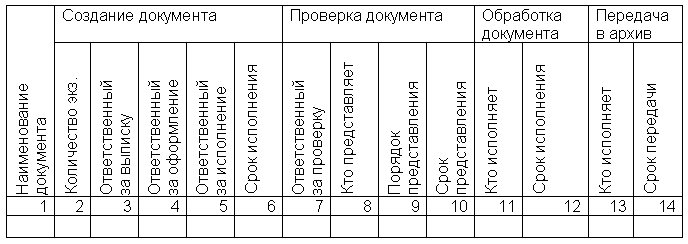 Создание документа
Проверка документа
Обработка
документа
Передача
в архив
Наименование
документа
Количество экз.
Ответственный
за выписку
Ответственный
за оформление
Ответственный
за исполнение
Срок исполнения
Ответственный
за проверку
Кто представляет
Порядок
представления
Срок
представления
Кто исполняет
Срок исполнения
Кто исполняет
Срок передачи
1 2 3 4 5 6 7 8 9 10 11 12 13 14